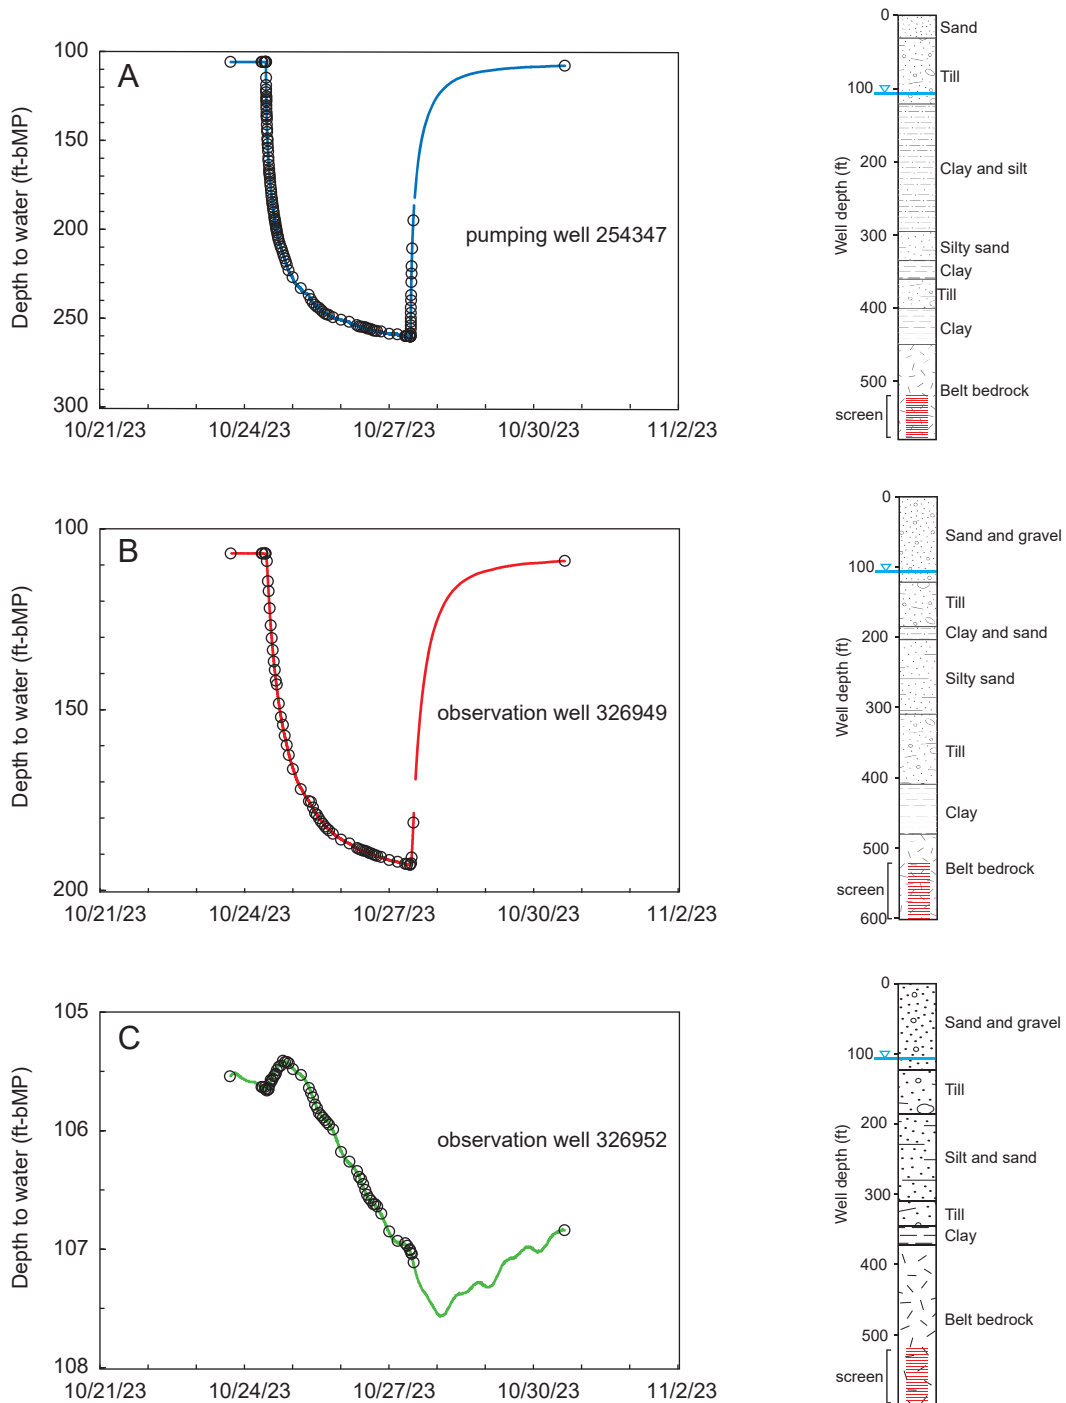 A
Depth to water (ft-bMP)
100
150
200
250
300
pumping well 254347
10/21/23 10/24/23 10/27/23 10/30/23 11/2/23
Well depth (ft)
0
100
200
300
400
500
Sand
Till
Clay and silt
Silty sand
Clay
Till
Clay
Belt bedrock
screen
B
Depth to water (ft-bMP)
100
150
200
observation well 326949
10/21/23 10/24/23 10/27/23 10/30/23 11/2/23
Well depth (ft)
0
100
200
300
400
500
600
Sand and gravel
Till
Clay and sand
Silty sand
Till
Clay
Belt bedrock
screen
C
Depth to water (ft-bMP)
105
106
107
108
observation well 326952
10/21/23 10/24/23 10/27/23 10/30/23 11/2/23
Well depth (ft)
0
100
200
300
400
500
Sand and gravel
Till
Silt and sand
Till
Clay
Belt bedrock
screen